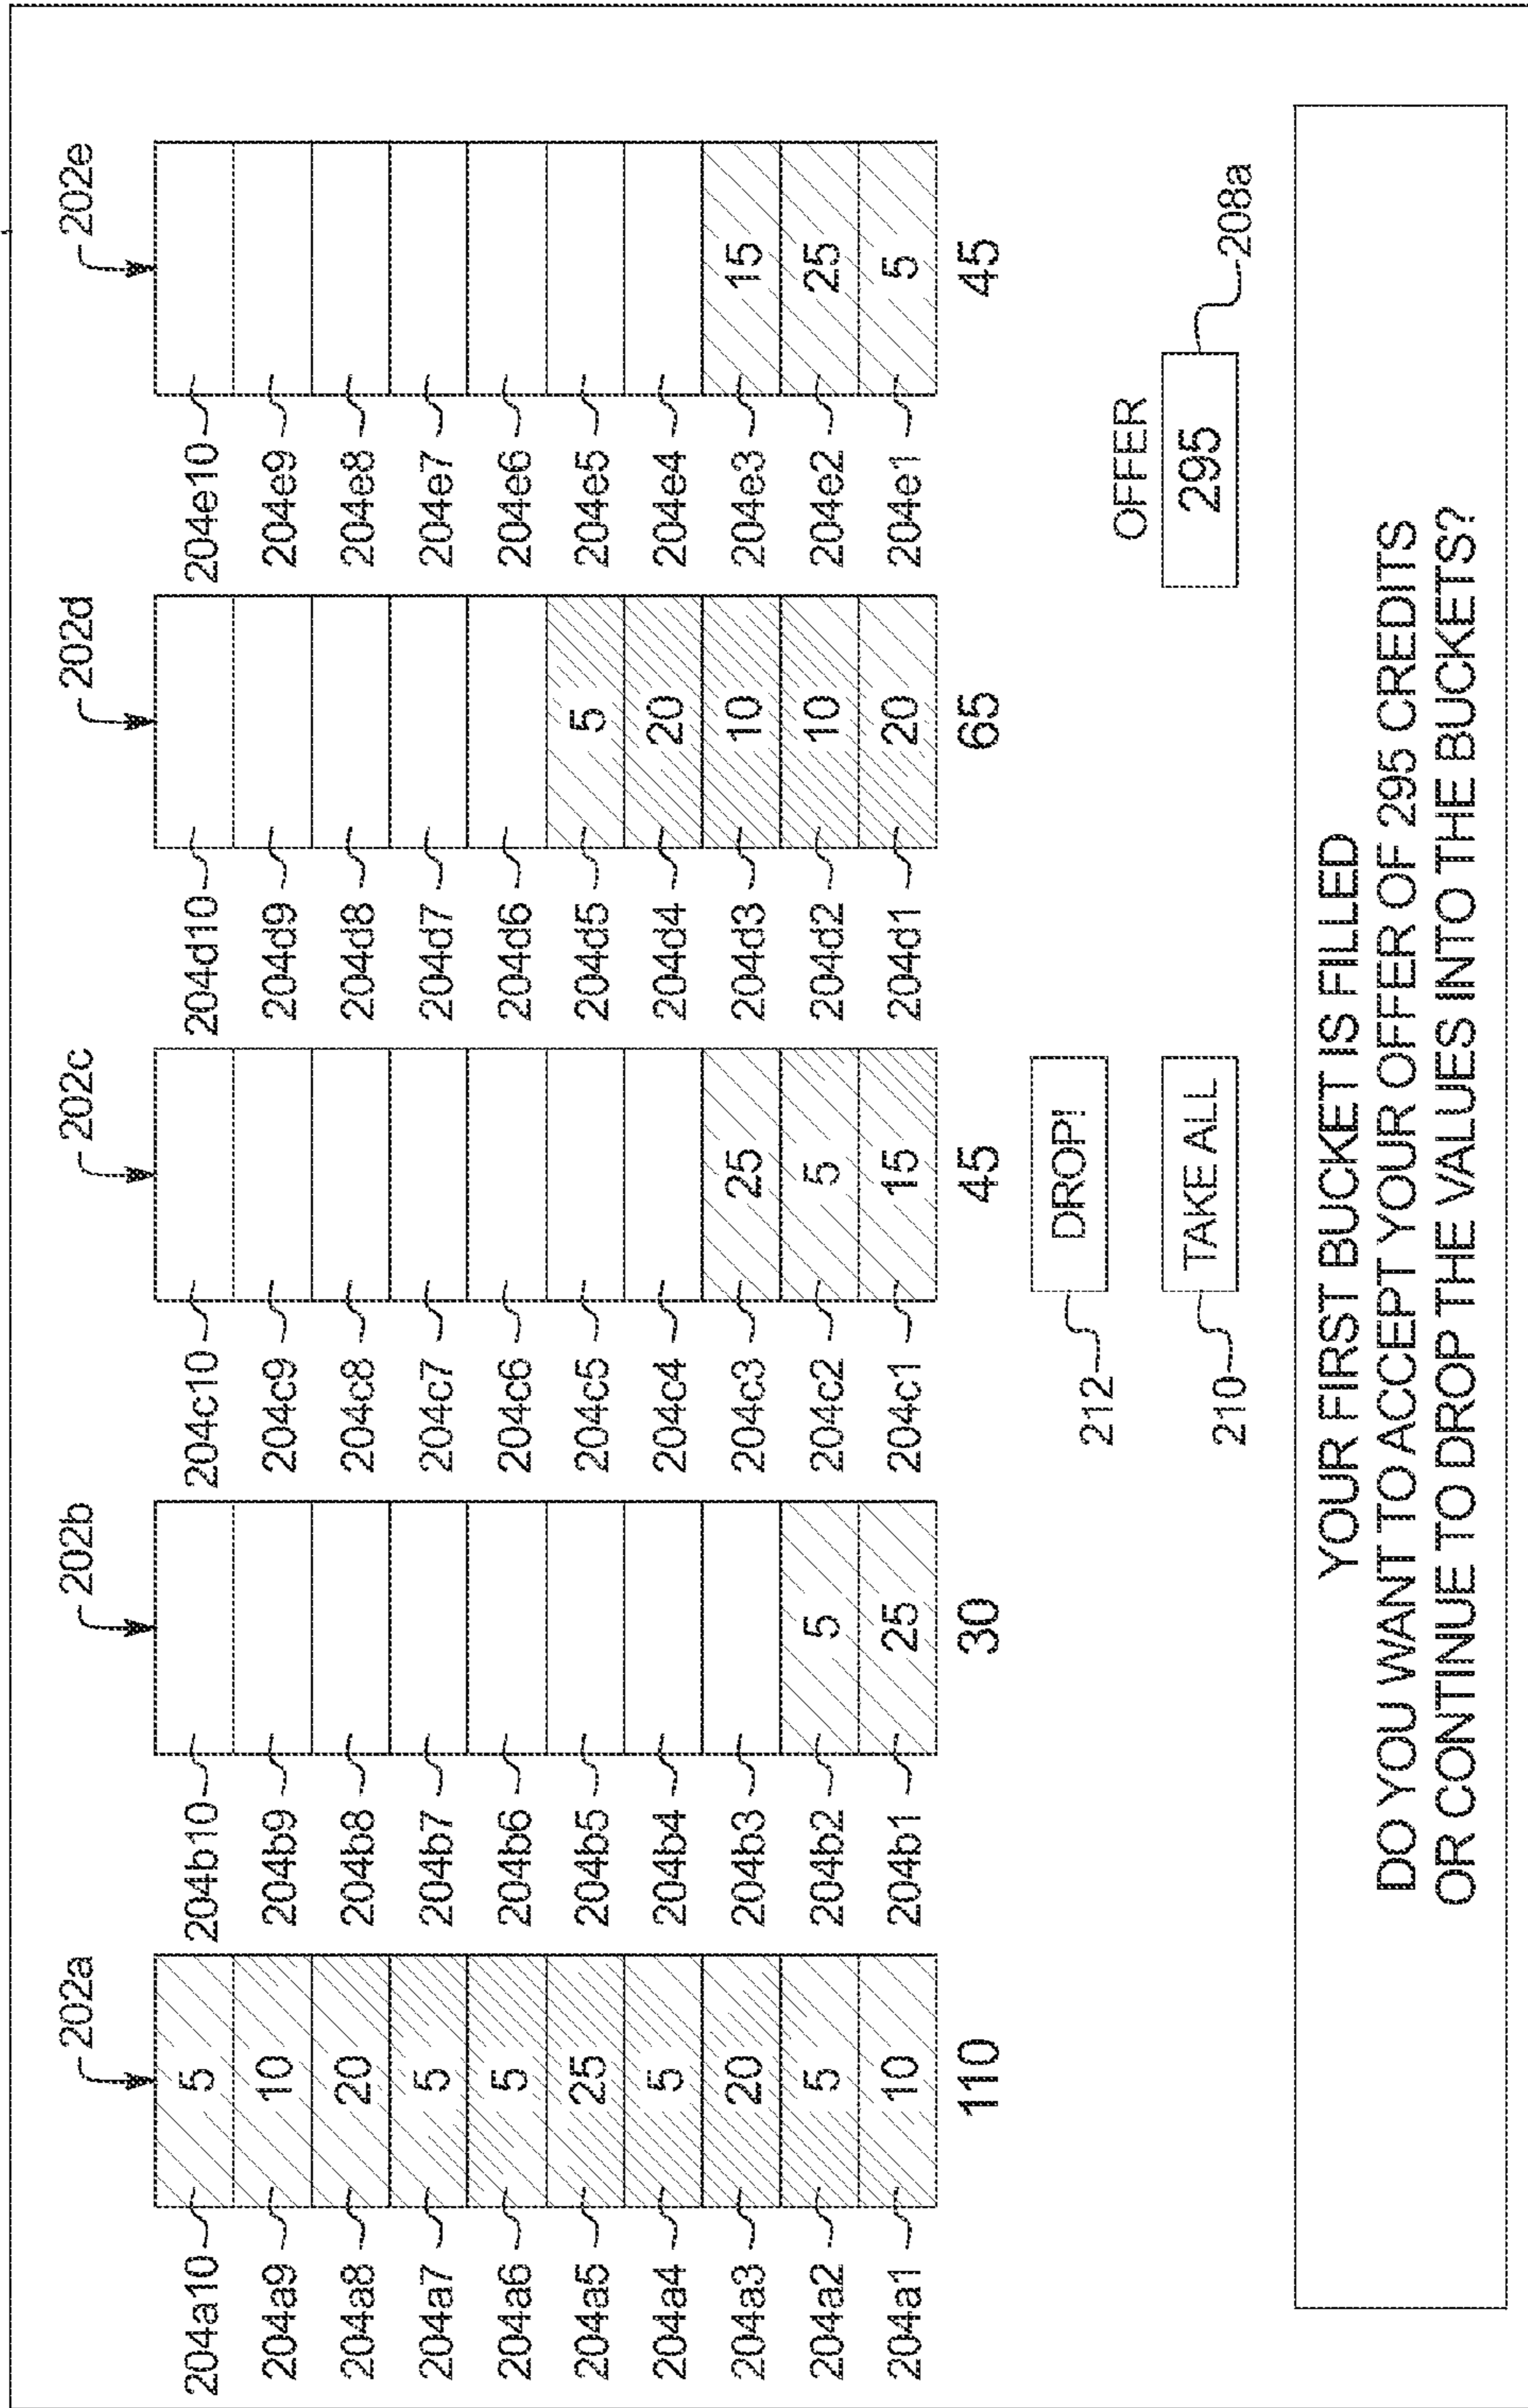 202a 202b 202c 202d 202e
204a10 5 204b10 204c10 204d10 204e10
204a9 10 204b9 204c9 204d9 204e9
204a8 20 204b8 204c8 204d8 204e8
204a7 5 204b7 204c7 204d7 204e7
204a6 5 204b6 204c6 204d6 204e6
204a5 25 204b5 204c5 204d5 5 204e5
204a4 5 204b4 204c4 204d4 20 204e4
204a3 20 204b3 204c3 25 204d3 10 204e3 15
204a2 5 204b2 5 204c2 5 204d2 10 204e2 25
204a1 10 204b1 25 204c1 15 204d1 20 204e1 5
110 30 45 65 45
212 DROP! OFFER
210 TAKE ALL 295 208a
YOUR FIRST BUCKET IS FILLED
DO YOU WANT TO ACCEPT YOUR OFFER OF 295 CREDITS
OR CONTINUE TO DROP THE VALUES INTO THE BUCKETS?